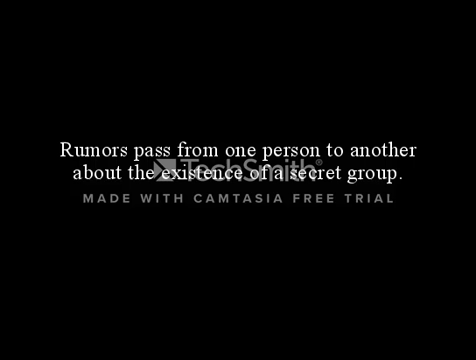 Rumors pass from one person to another
about the existence of a secret group.
TechSmith®
MADE WITH CAMTASIA FREE TRIAL